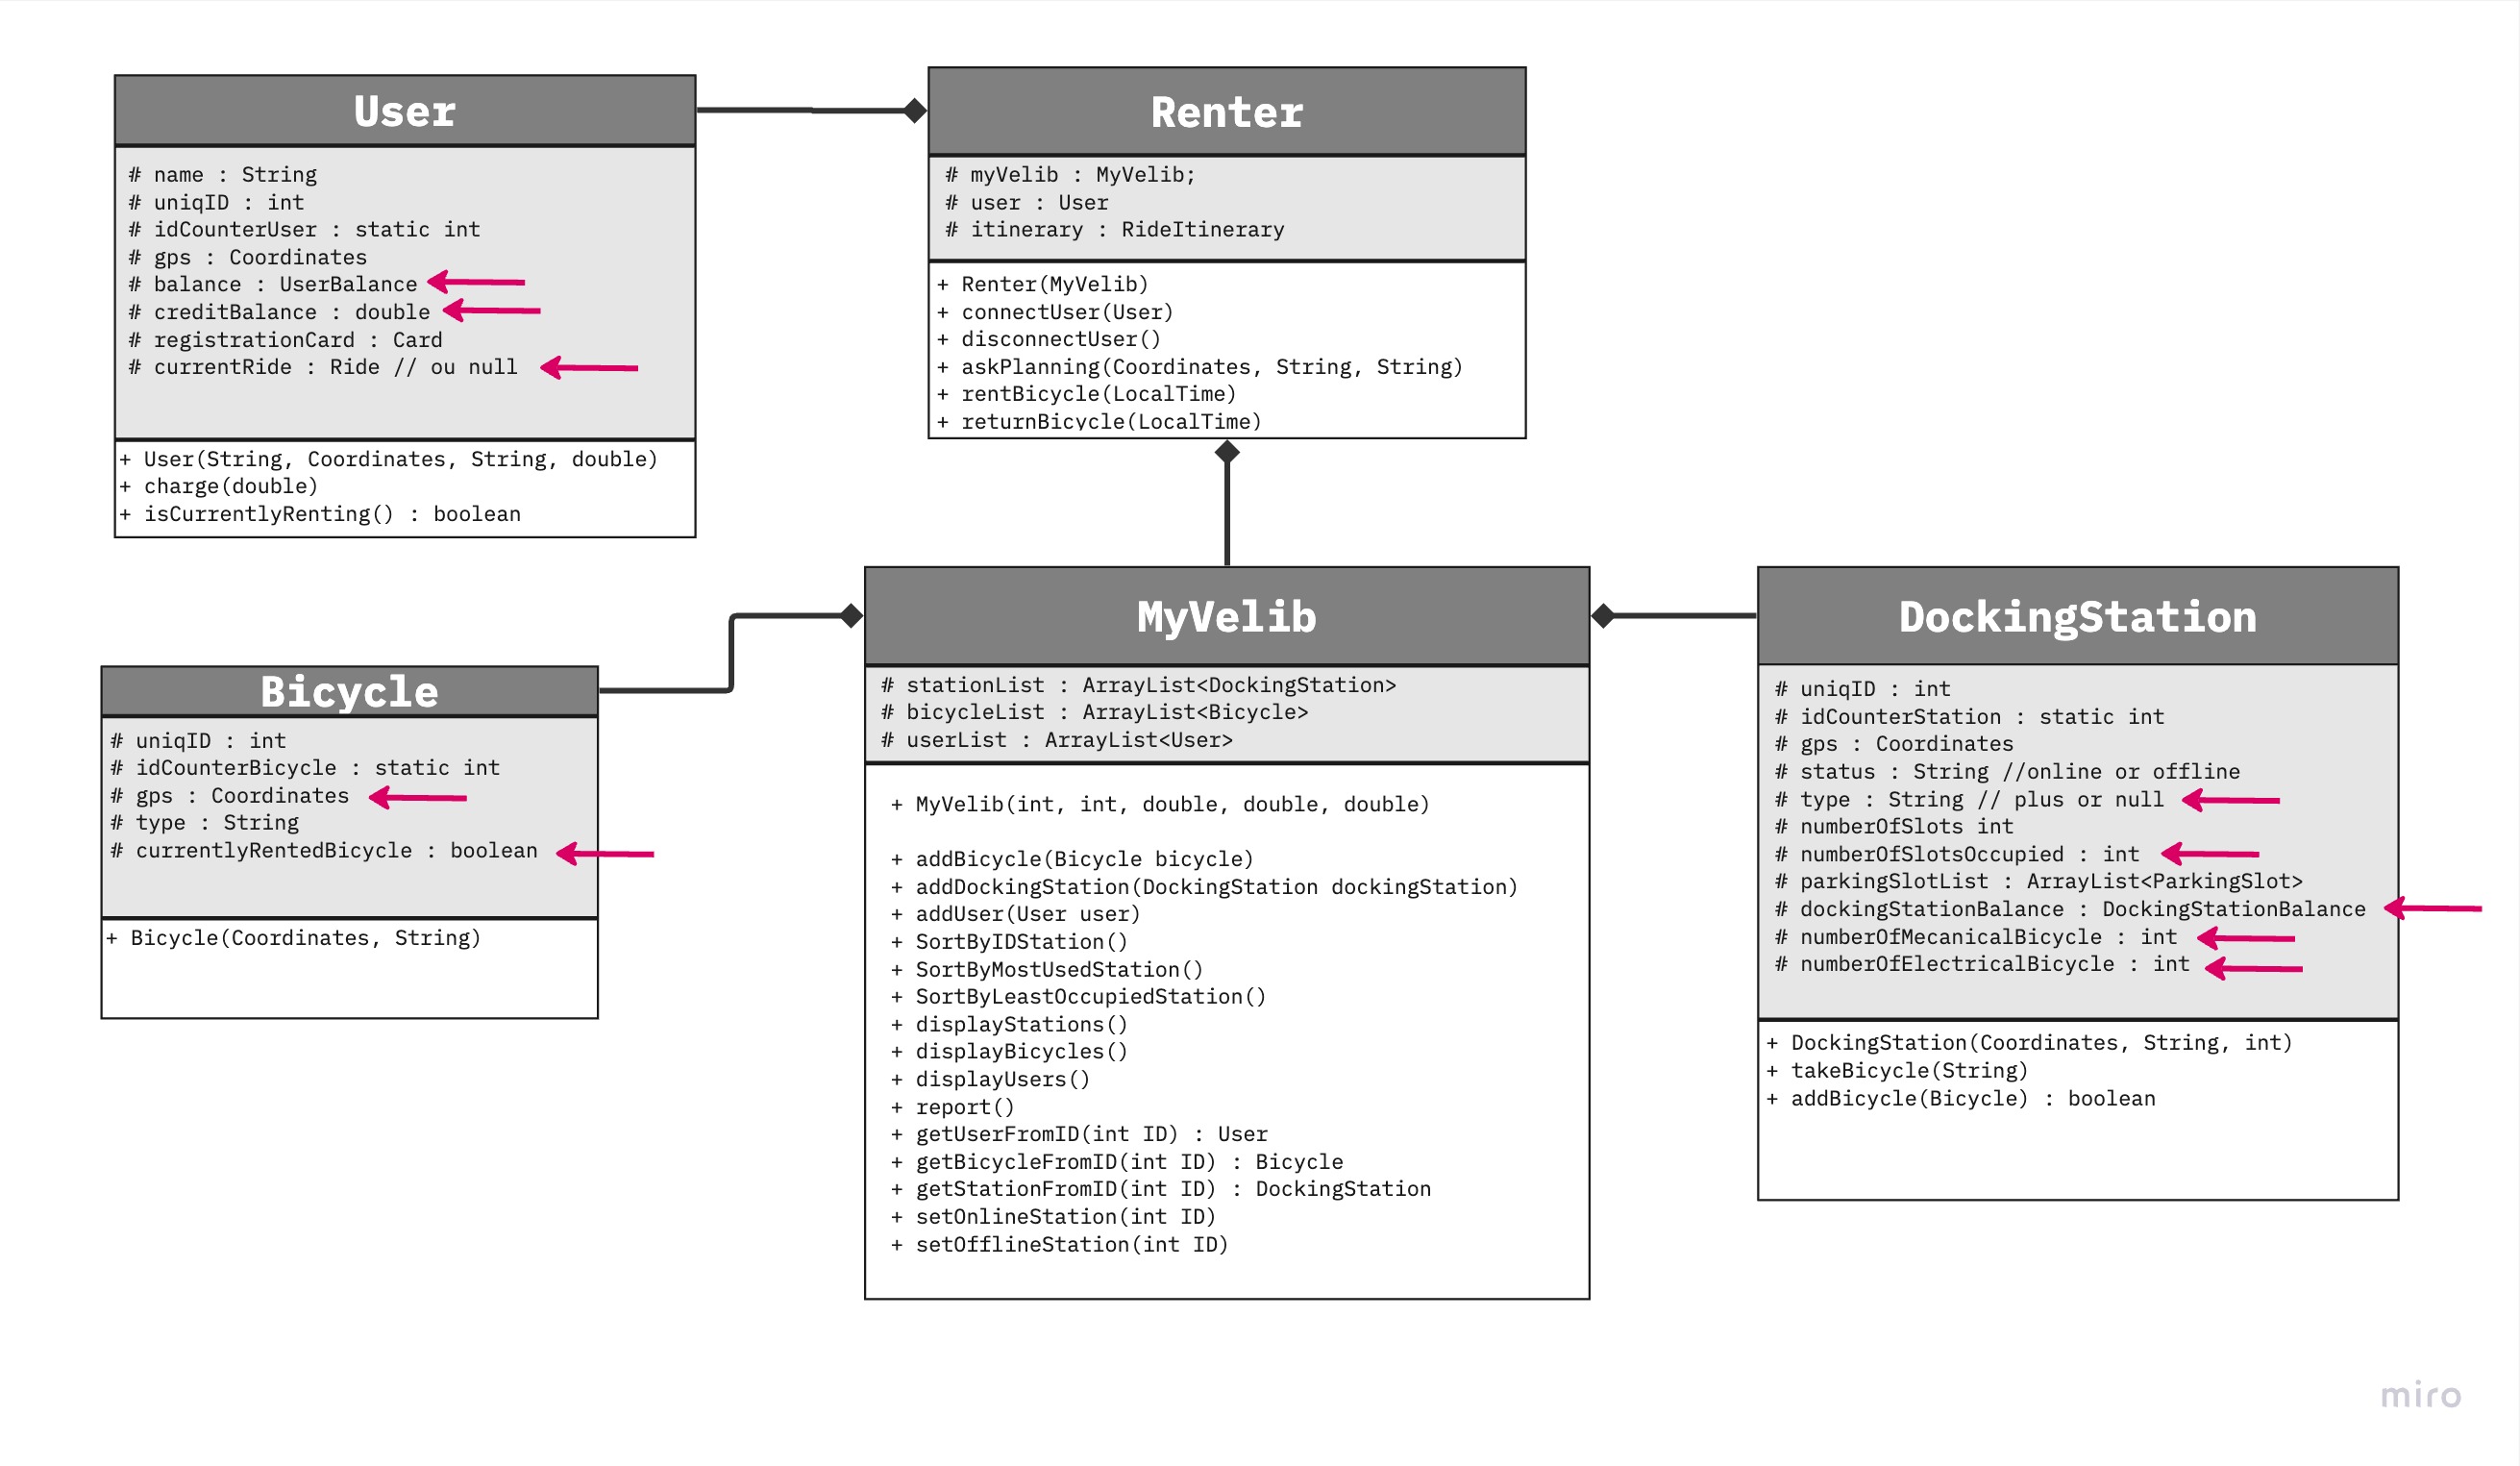 User
# name : String
# uniqID : int
# idCounterUser : static int
# gps : Coordinates
# balance : UserBalance
# creditBalance : double
# registrationCard : Card
# currentRide : Ride // ou null
+ User(String, Coordinates, String, double)
+ charge(double)
+ isCurrentlyRenting() : boolean
Renter
# myVelib : MyVelib;
# user : User
# itinerary : RideItinerary
+ Renter(MyVelib)
+ connectUser(User)
+ disconnectUser()
+ askPlanning(Coordinates, String, String)
+ rentBicycle(LocalTime)
+ returnBicycle(LocalTime)
Bicycle
# uniqID : int
# idCounterBicycle : static int
# gps : Coordinates
# type : String
# currentlyRentedBicycle : boolean
+ Bicycle(Coordinates, String)
MyVelib
# stationList : ArrayList<DockingStation>
# bicycleList : ArrayList<Bicycle>
# userList : ArrayList<User>
+ MyVelib(int, int, double, double, double)
+ addBicycle(Bicycle bicycle)
+ addDockingStation(DockingStation dockingStation)
+ addUser(User user)
+ SortByIDStation()
+ SortByMostUsedStation()
+ SortByLeastOccupiedStation()
+ displayStations()
+ displayBicycles()
+ displayUsers()
+ report()
+ getUserFromID(int ID) : User
+ getBicycleFromID(int ID) : Bicycle
+ getStationFromID(int ID) : DockingStation
+ setOnlineStation(int ID)
+ setOfflineStation(int ID)
DockingStation
# uniqID : int
# idCounterStation : static int
# gps : Coordinates
# status : String //online or offline
# type : String // plus or null
# numberOfSlots int
# numberOfSlotsOccupied : int
# parkingSlotList : ArrayList<ParkingSlot>
# dockingStationBalance : DockingStationBalance
# numberOfMecanicalBicycle : int
# numberOfElectricalBicycle : int
+ DockingStation(Coordinates, String, int)
+ takeBicycle(String)
+ addBicycle(Bicycle) : boolean
miro